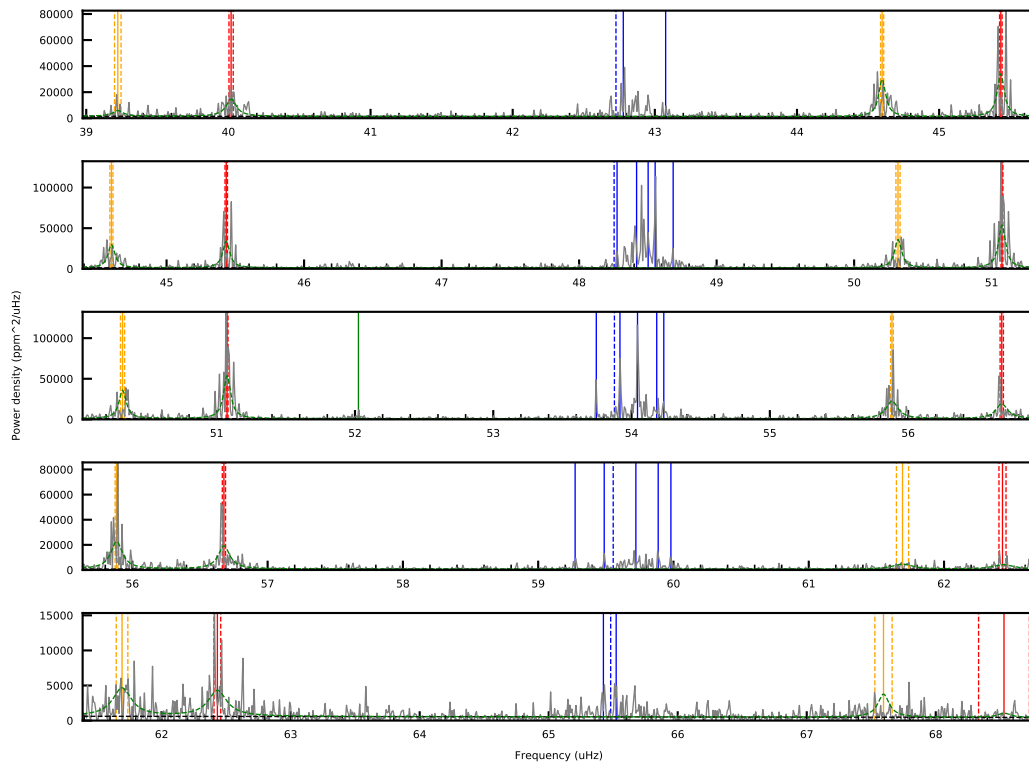 80000
60000
40000
20000
0
39 40 41 42 43 44 45
100000
50000
0
45 46 47 48 49 50 51
Power density (ppm^2/uHz)
100000
50000
0
51 52 53 54 55 56
80000
60000
40000
20000
0
56 57 58 59 60 61 62
15000
10000
5000
0
62 63 64 65 66 67 68
Frequency (uHz)